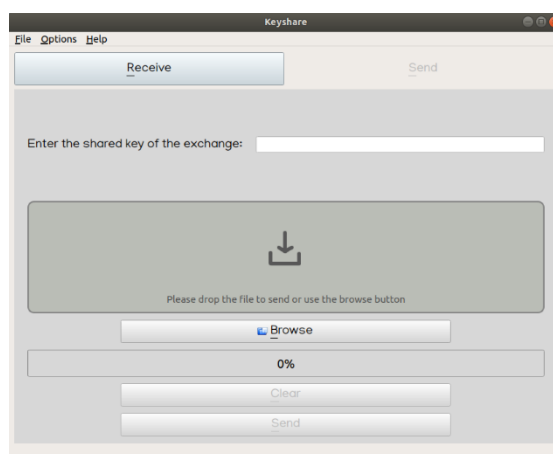 Keyshare
File Options Help
Receive Send
Enter the shared key of the exchange:
Please drop the file to send or use the browse button
Browse
0%
Clear
Send